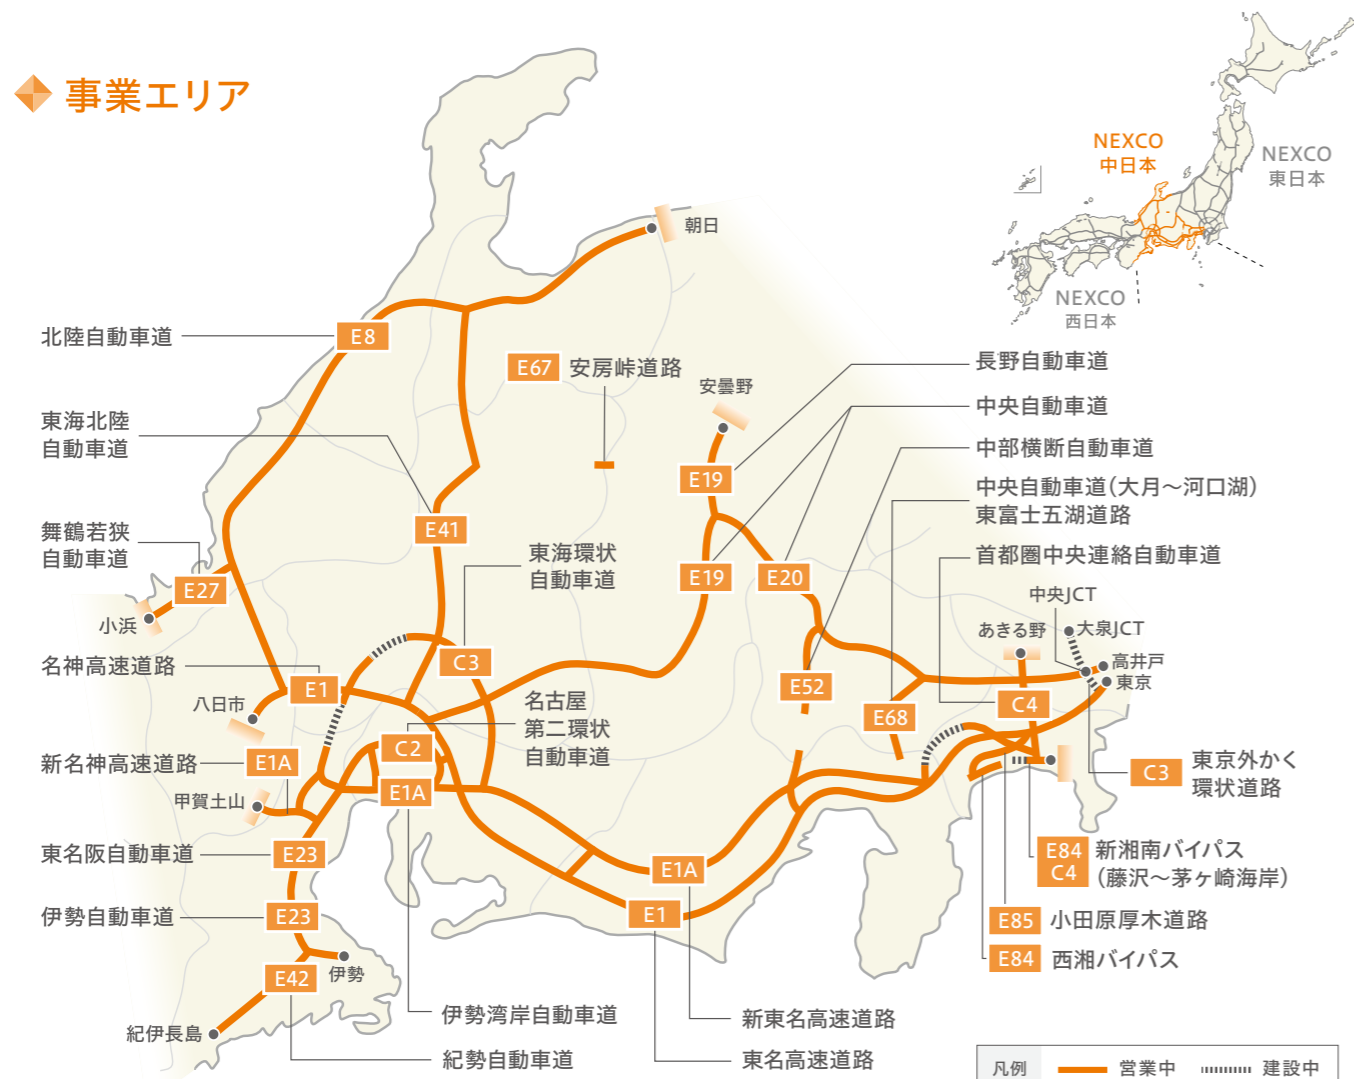 事業エリア
NEXCO
中日本
NEXCO
東日本
NEXCO
西日本
朝日
北陸自動車道
E8
E67
安房峠道路
安曇野
長野自動車道
中央自動車道
東海北陸
自動車道
中部横断自動車道
E19
中央自動車道(大月～河口湖)
東富士五湖道路
E41
舞鶴若狭
自動車道
首都圏中央連絡自動車道
東海環状
自動車道
E27
E19
E20
中央JCT
小浜
あきる野
大泉JCT
名神高速道路
C3
高井戸
東京
E1
E52
八日市
名古屋
第二環状
自動車道
C4
E68
C2
新名神高速道路
E1A
C3
東京外かく
環状道路
甲賀土山
E1A
東名阪自動車道
E23
E1A
E84
C4
新湘南バイパス
(藤沢～茅ヶ崎海岸)
伊勢自動車道
E23
E1
E85
小田原厚木道路
E84
西湘バイパス
E42
伊勢
紀伊長島
伊勢湾岸自動車道
新東名高速道路
紀勢自動車道
東名高速道路
凡例
営業中
建設中